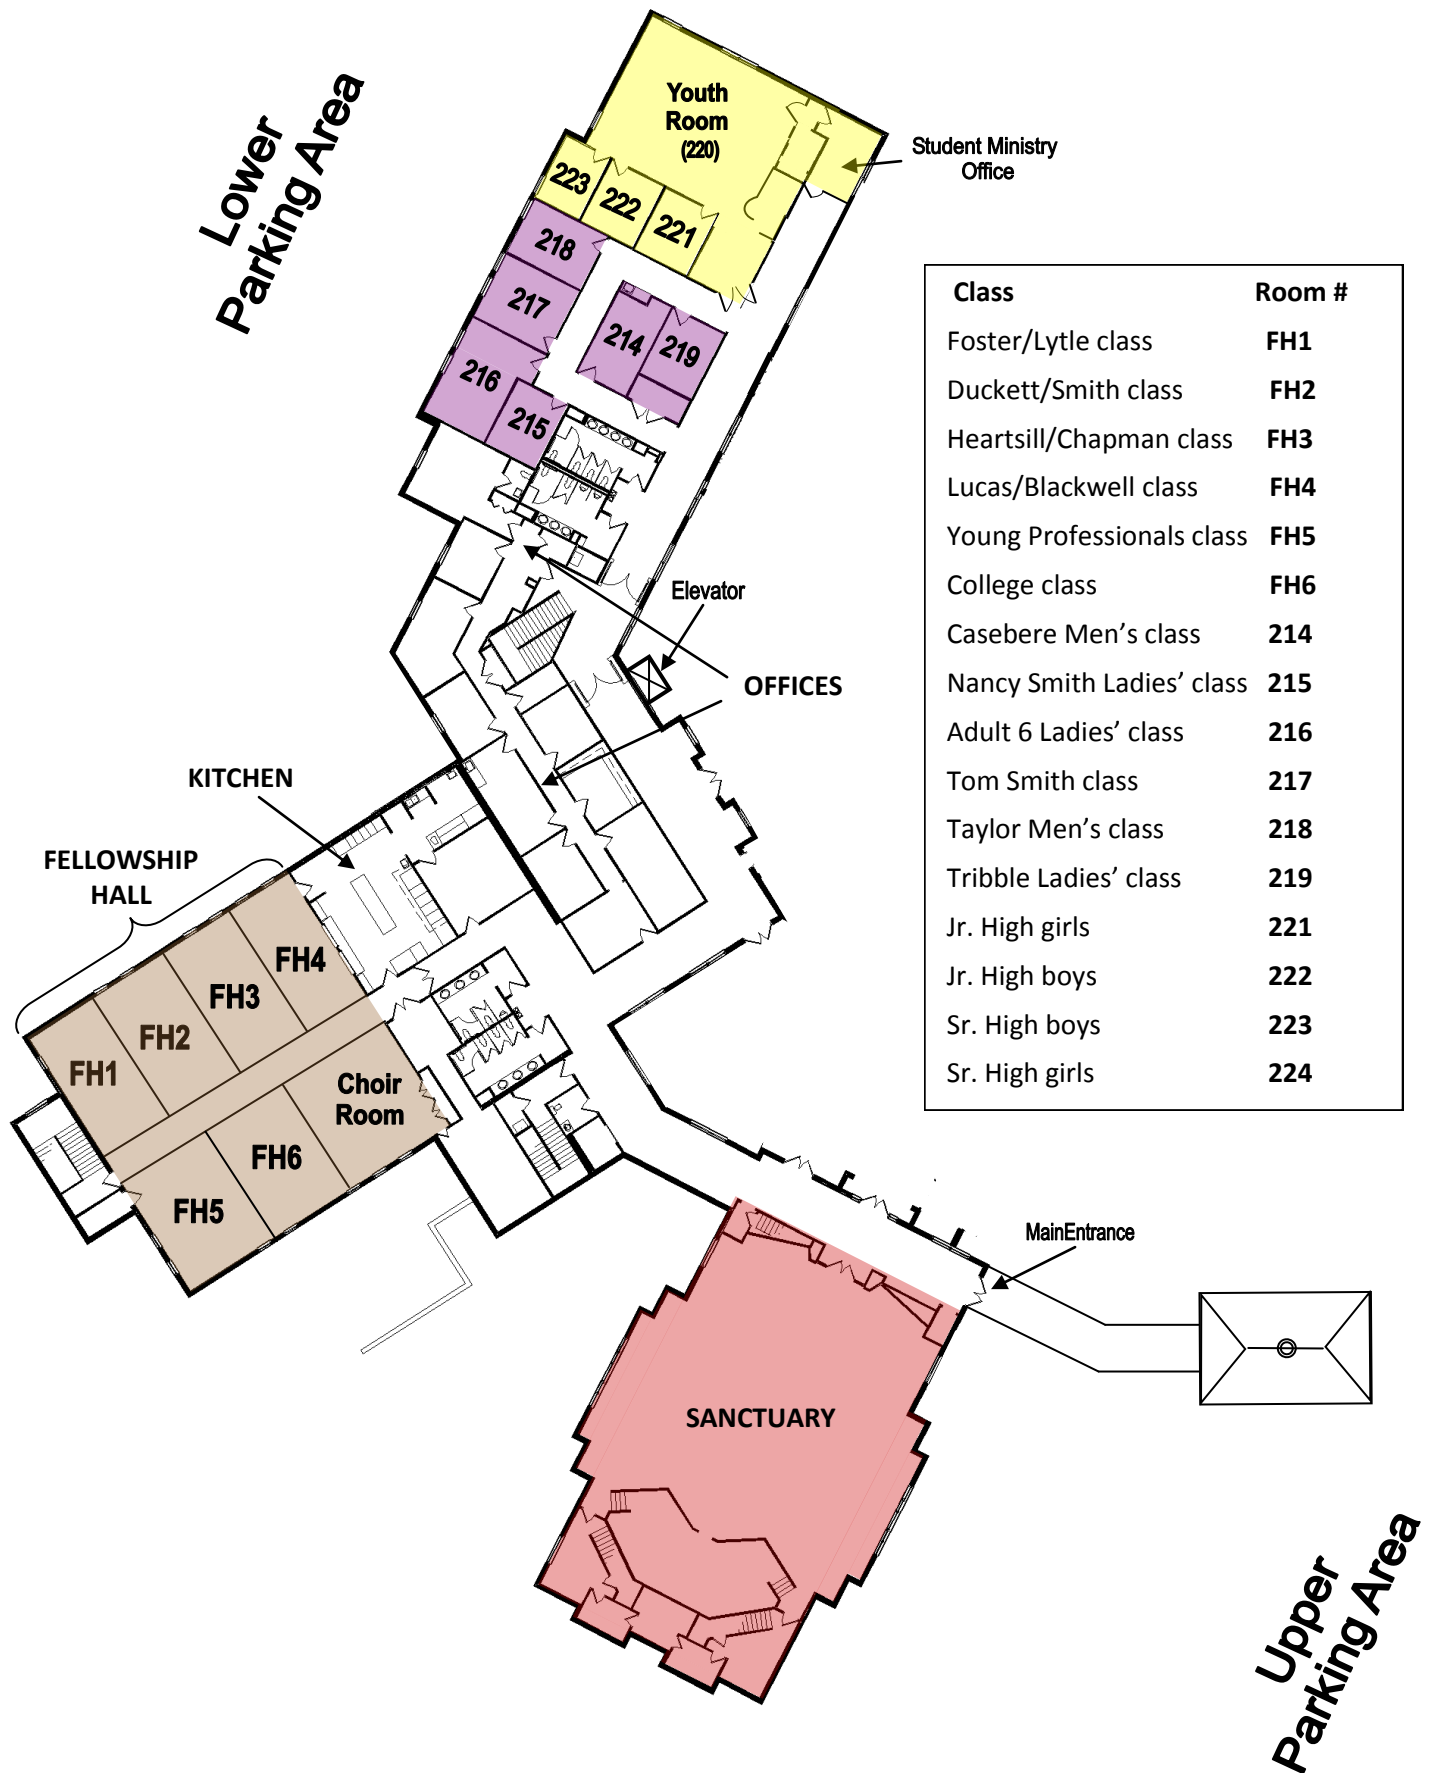 Lower
Parking Area
Youth
Room
(220)
Student Ministry
Office
223
222
221
218
217
214
219
216
215
Elevator
OFFICES
KITCHEN
FELLOWSHIP
HALL
FH4
FH3
FH2
FH1
Choir
Room
FH6
FH5
MainEntrance
SANCTUARY
Upper
Parking Area
Class Room #
Foster/Lytle class FH1
Duckett/Smith class FH2
Heartsill/Chapman class FH3
Lucas/Blackwell class FH4
Young Professionals class FH5
College class FH6
Casebere Men’s class 214
Nancy Smith Ladies’ class 215
Adult 6 Ladies’ class 216
Tom Smith class 217
Taylor Men’s class 218
Tribble Ladies’ class 219
Jr. High girls 221
Jr. High boys 222
Sr. High boys 223
Sr. High girls 224